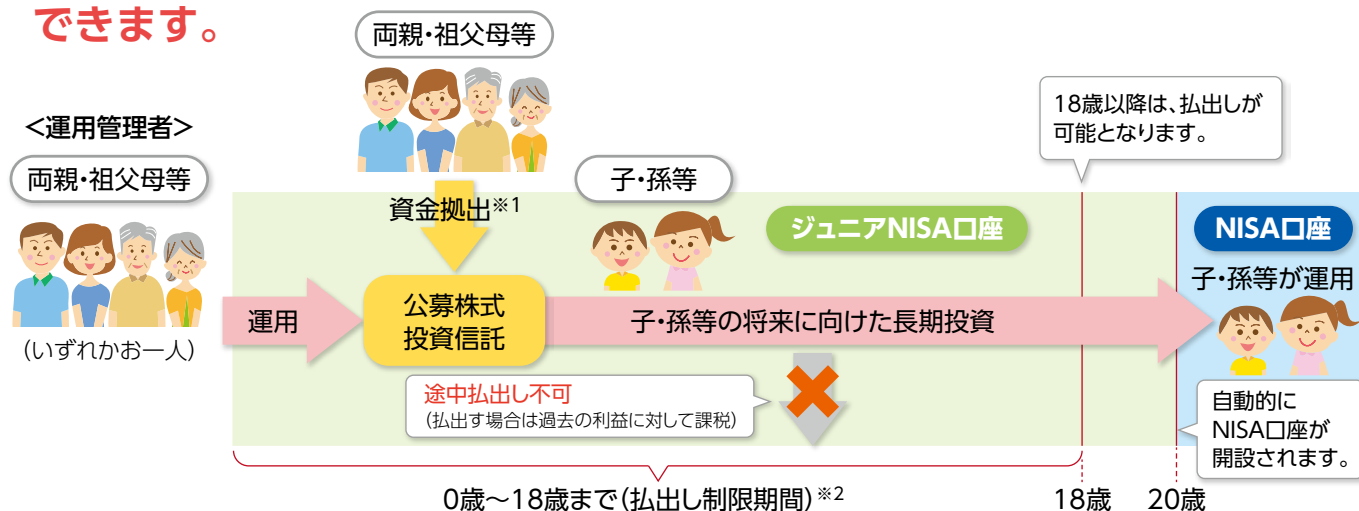 できます。
両親・祖父母等
<運用管理者>
両親・祖父母等
(いずれかお一人)
資金拠出※1
子・孫等
18歳以降は、払出しが
可能となります。
ジュニアNISA口座
NISA口座
子・孫等が運用
運用
公募株式
投資信託
子・孫等の将来に向けた長期投資
途中払出し不可
(払出す場合は過去の利益に対して課税)
自動的に
NISA口座が
開設されます。
0歳～18歳まで(払出し制限期間)※2
18歳
20歳